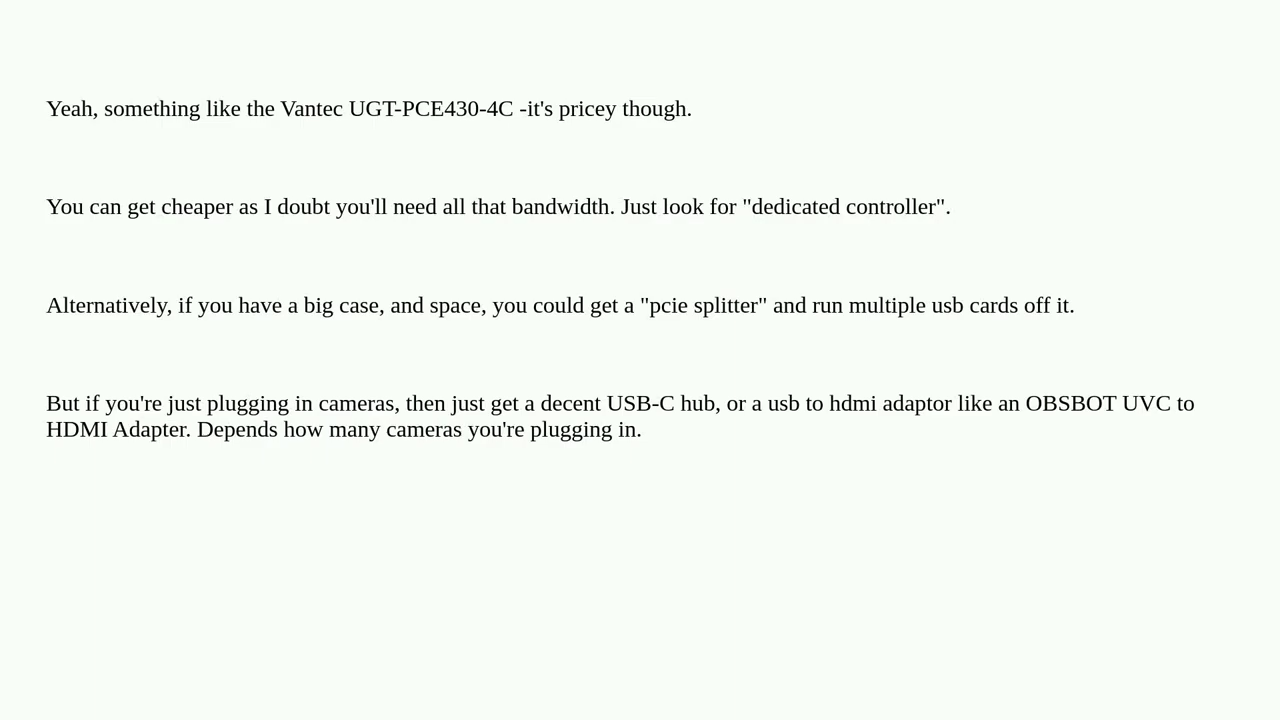 Yeah, something like the Vantec UGT-PCE430-4C -it's pricey though.
You can get cheaper as I doubt you'll need all that bandwidth. Just look for "dedicated controller".
Alternatively, if you have a big case, and space, you could get a "pcie splitter" and run multiple usb cards off it.
But if you're just plugging in cameras, then just get a decent USB-C hub, or a usb to hdmi adaptor like an OBSBOT UVC to
HDMI Adapter. Depends how many cameras you're plugging in.